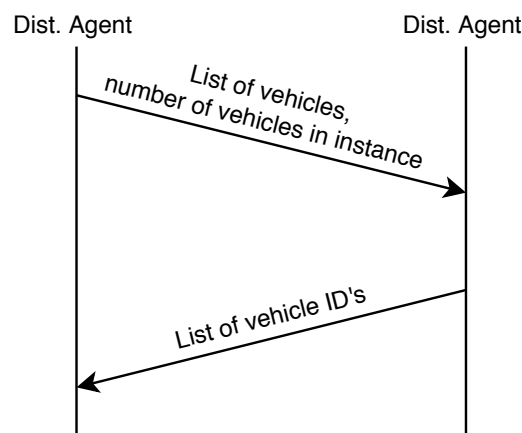 Dist. Agent
Dist. Agent
List of vehicles,
number of vehicles in instance
List of vehicle ID's